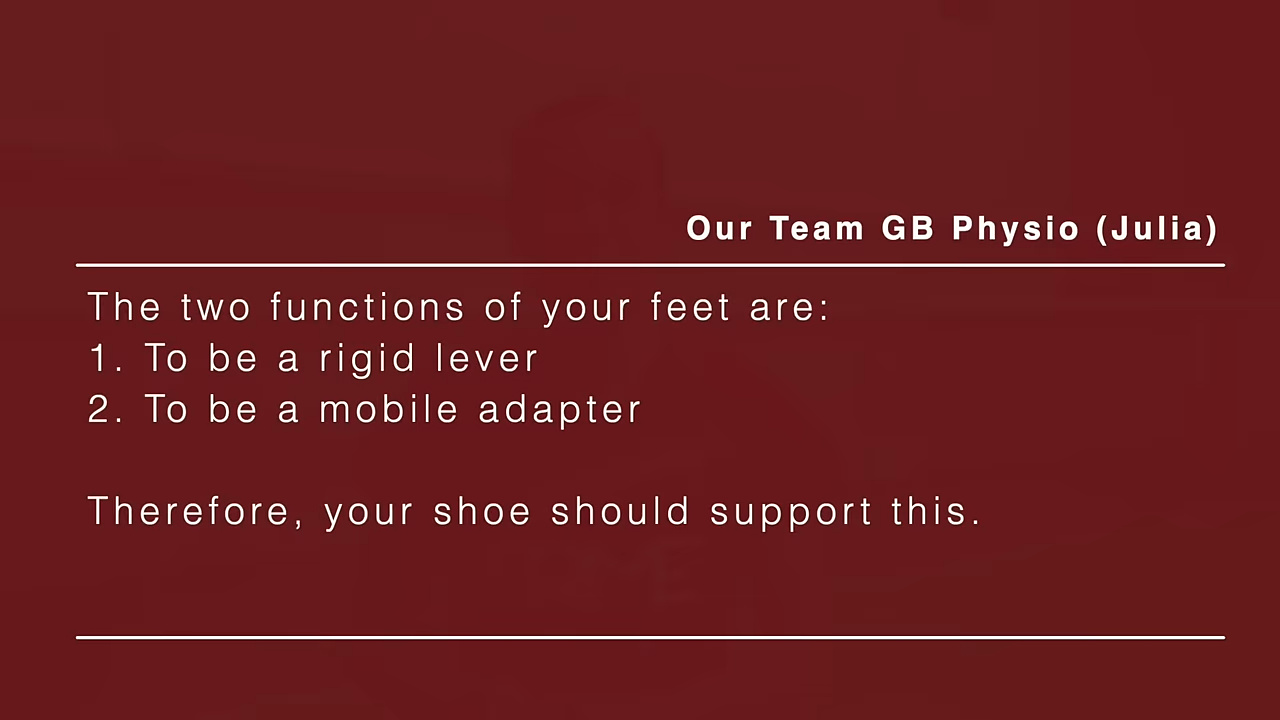 Our Team GB Physio (Julia)
The two functions of your feet are:
1. To be a rigid lever
2. To be a mobile adapter
Therefore, your shoe should support this.